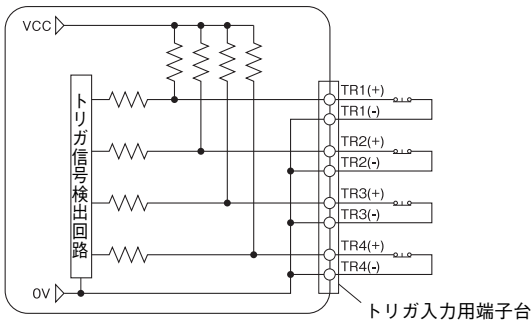 VCC
トリガ信号検出回路
TR1(+)
TR1(-)
TR2(+)
TR2(-)
TR3(+)
TR3(-)
TR4(+)
TR4(-)
0V
トリガ入力用端子台